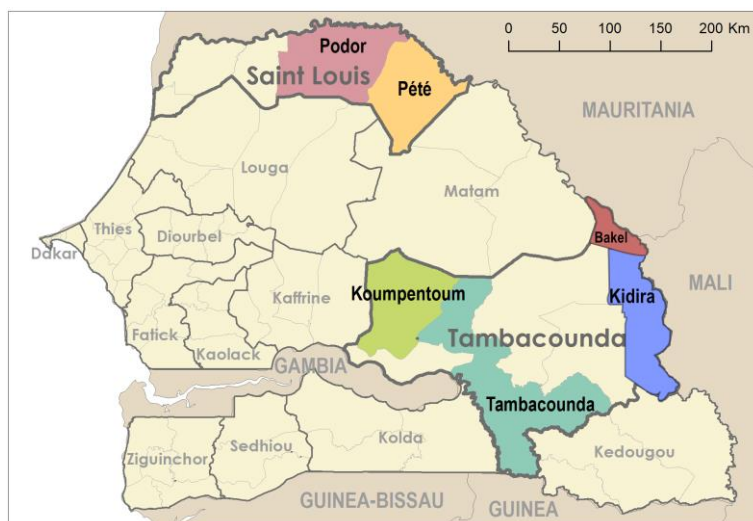 0 50 100 150 200 Km
Podor
Saint Louis
Pété
MAURITANIA
Louga
Matam
Thies
Diourbel
Dakar
Bakel
MALI
Koumpentoum
Kidira
Kaffrine
Fatick
Kaolack
Tambacounda
GAMBIA
Tambacounda
Kolda
Sedhiou
Ziguinchor
Kedougou
GUINEA-BISSAU
GUINEA